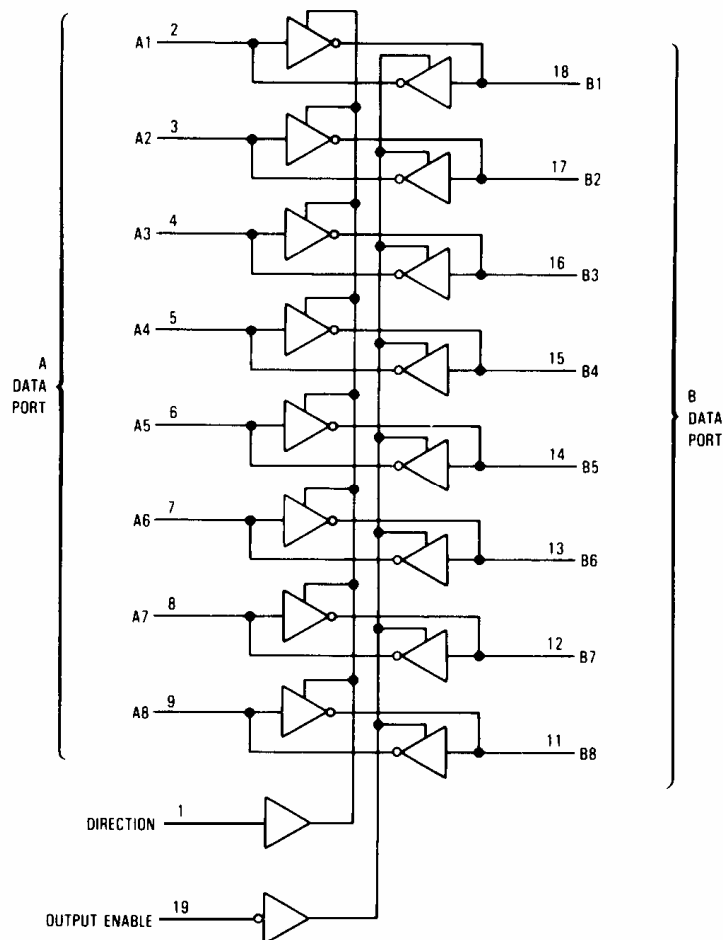 A1 2
18 B1
A2 3
17 B2
A3 4
16 B3
A4 5
15 B4
A
DATA
PORT
B
DATA
PORT
A5 6
14 B5
A6 7
13 B6
A7 8
12 B7
A8 9
11 B8
DIRECTION 1
OUTPUT ENABLE 19